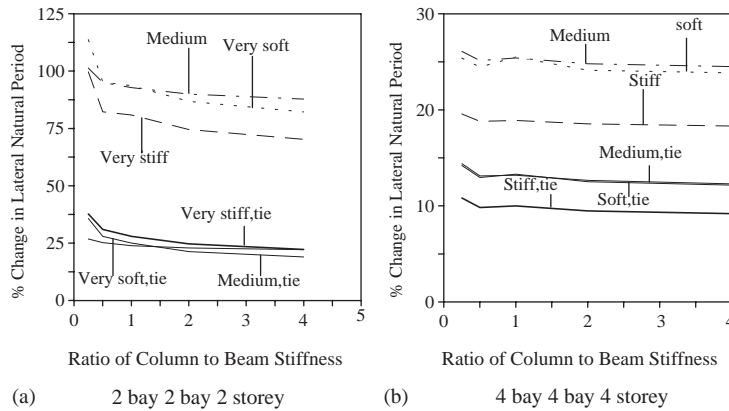 125
100
75
50
25
0
% Change in Lateral Natural Period
Medium
Very soft
Very stiff
Very stiff,tie
Very soft,tie
Medium,tie
0 1 2 3 4 5
Ratio of Column to Beam Stiffness
(a) 2 bay 2 bay 2 storey
30
20
10
0
% Change in Lateral Natural Period
Medium
soft
Stiff
Medium,tie
Stiff,tie
Soft,tie
0 1 2 3 4
Ratio of Column to Beam Stiffness
(b) 4 bay 4 bay 4 storey